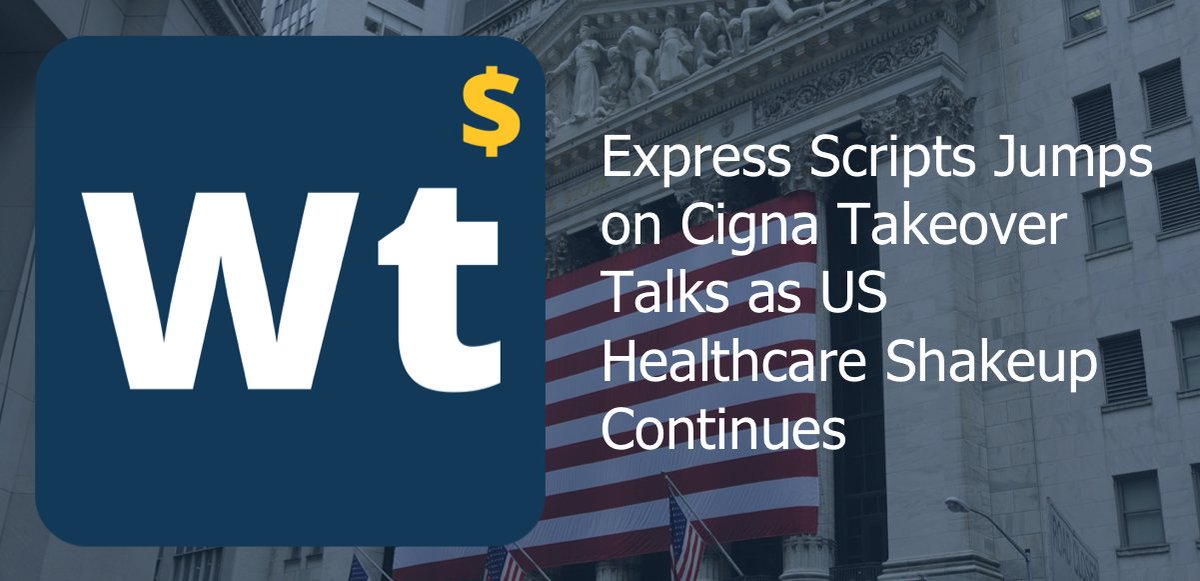 $
wt
Express Scripts Jumps
on Cigna Takeover
Talks as US
Healthcare Shakeup
Continues